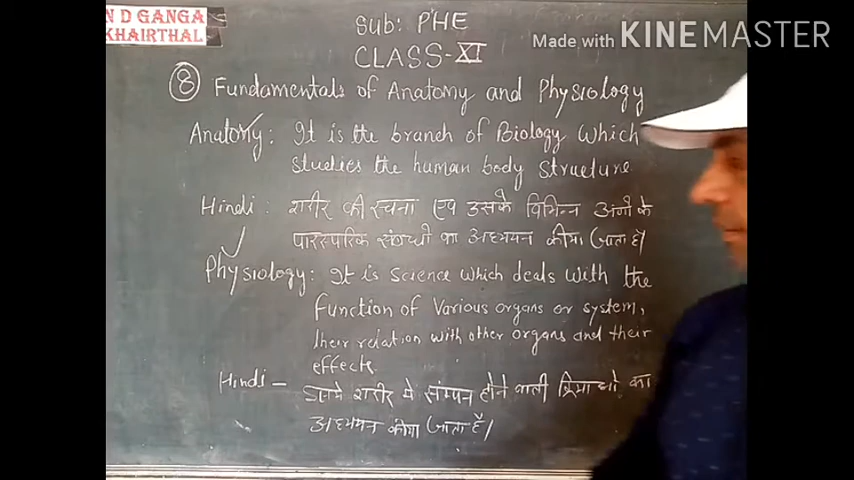 N D GANGA
KHAIRTHAL
Made with KINEMASTER
Sub: PHE
CLASS-XI
8 Fundamentals of Anatomy and Physiology
Anatomy: It is the branch of Biology which
studies the human body structure.
Hindi: शरीर की रचना एवं उसके विभिन्न अंगों के
पारस्परिक संबंधों का अध्ययन कीया जाता है।
Physiology: It is science which deals with the
function of various organs or system,
their relation with other organs and their
effects.
Hindi - इसमे शरीर मे संम्पन होने वाली क्रियाओ का
अध्ययन कीया जाता है।